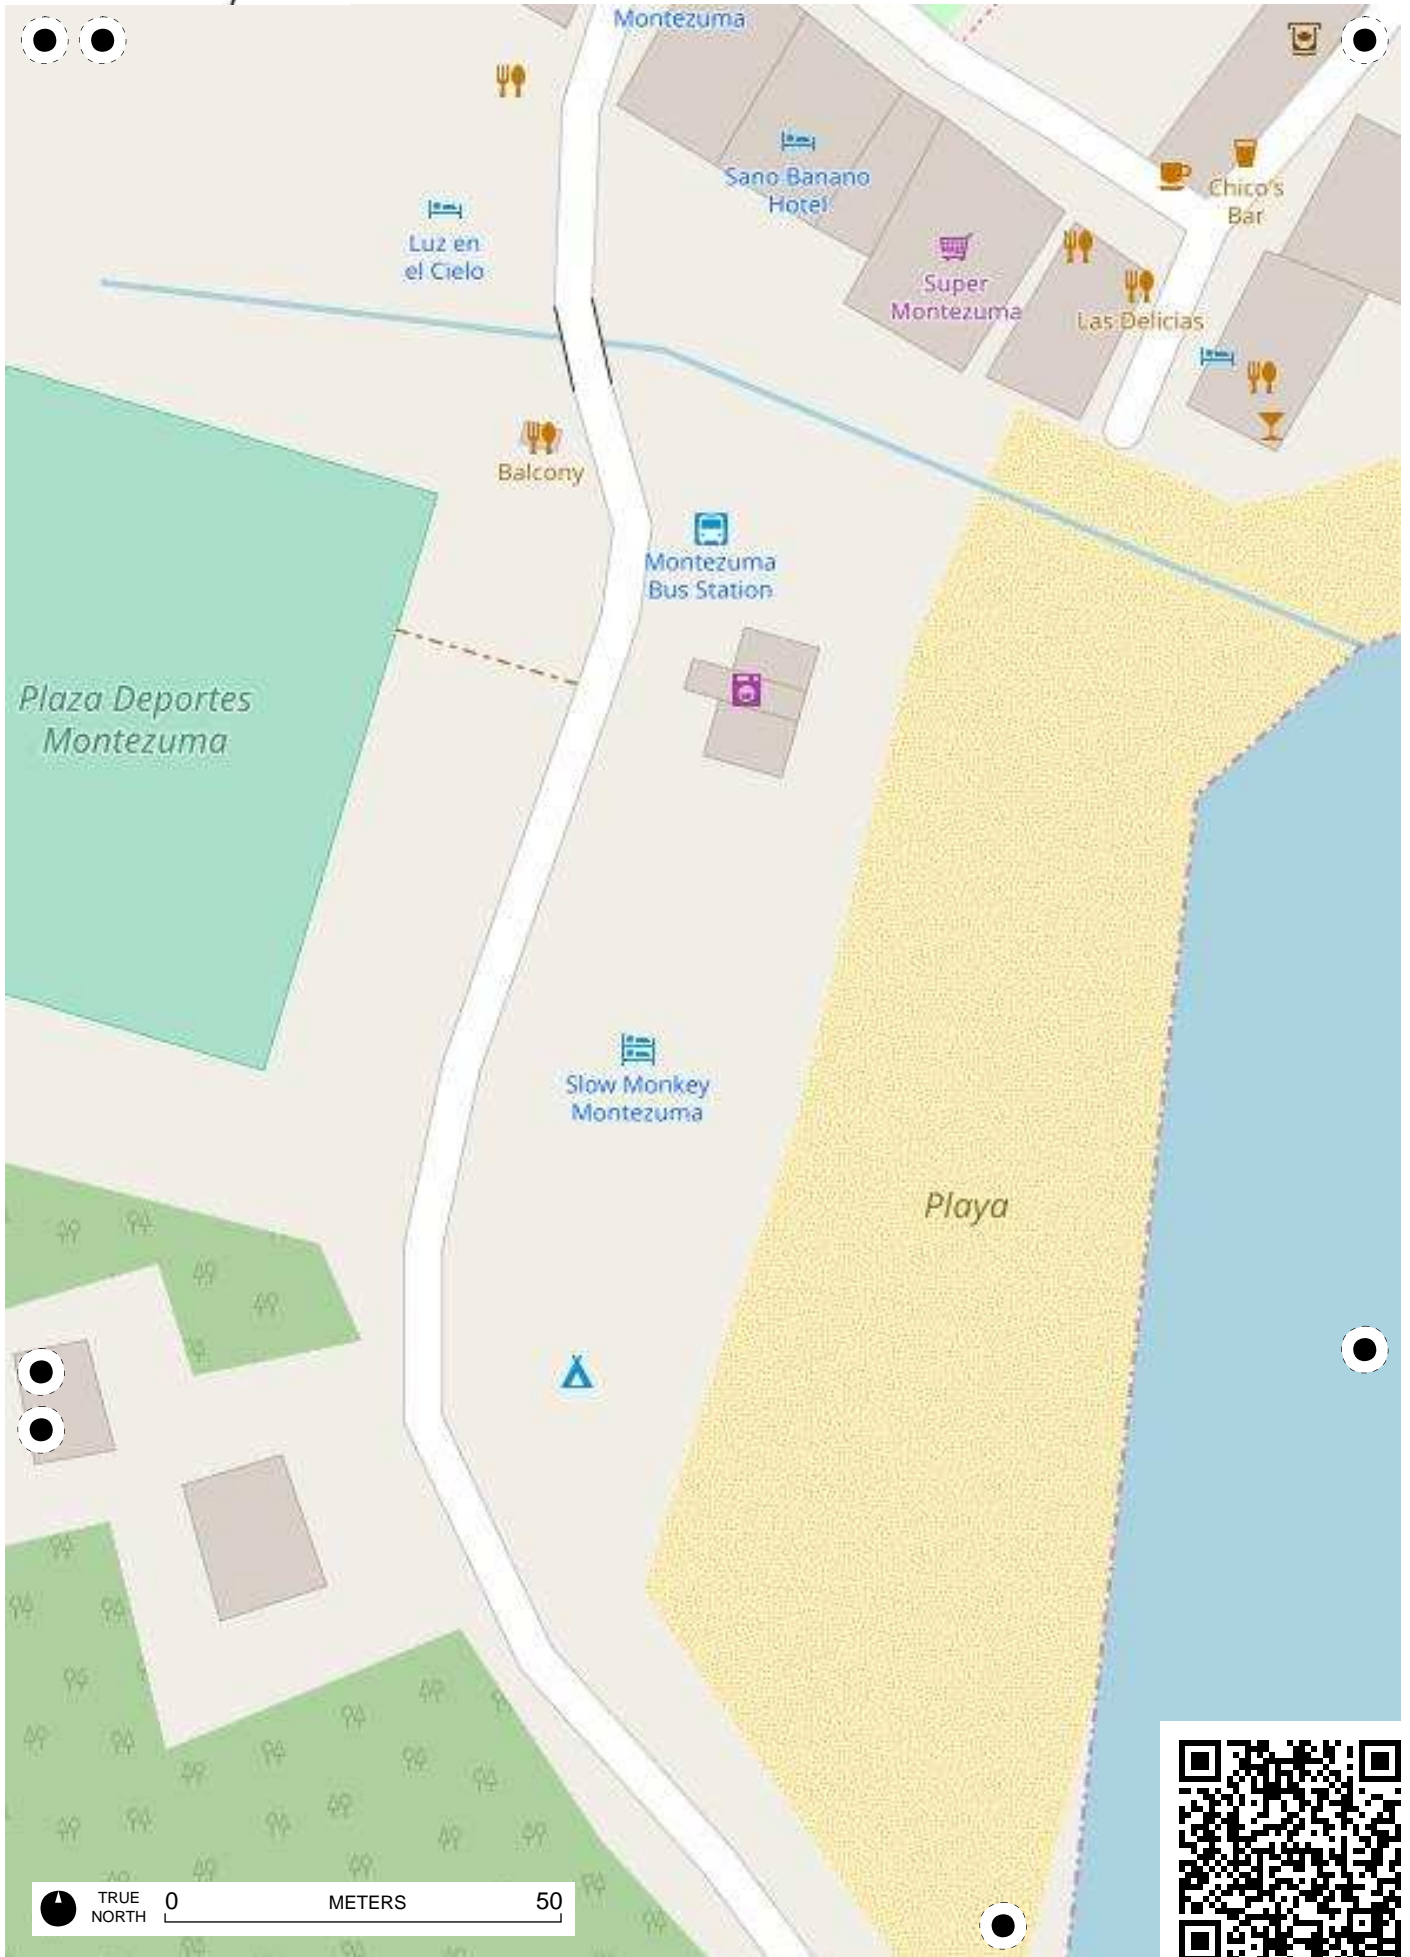 Montezuma
Sano Banano
Hotel
Chico's
Bar
Luz en
el Cielo
Super
Montezuma
Las Delicias
Balcony
Montezuma
Bus Station
Plaza Deportes
Montezuma
Slow Monkey
Montezuma
Playa
TRUE
NORTH
0 METERS 50